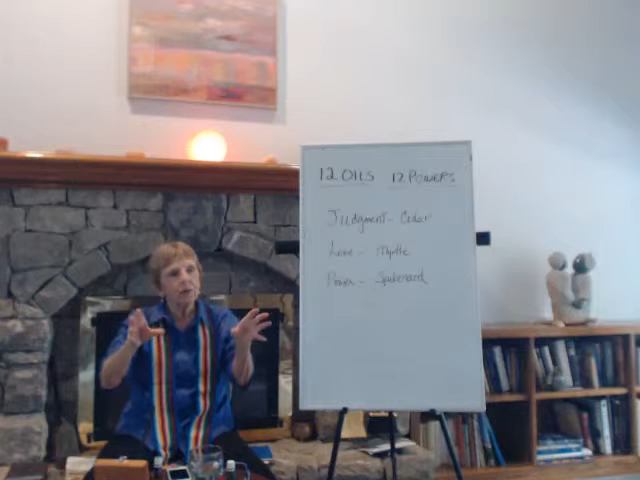 12 OILS 12 POWERS
Judgment - Cedar
Love - Myrtle
Power - Spikenard